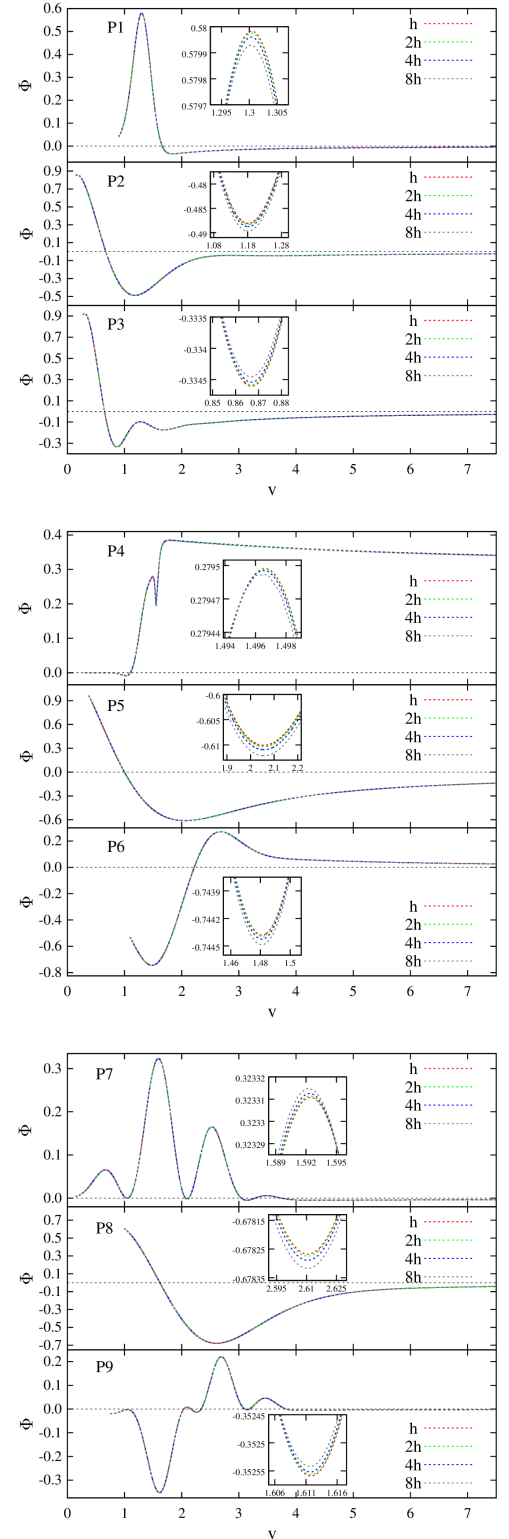 0.6
0.5
0.4
0.3
0.2
0.1
0.0
Φ
P1
0.58
0.5799
0.5798
0.5797
1.295 1.3 1.305
h
2h
4h
8h
0.9
0.7
0.5
0.3
0.1
-0.1
-0.3
-0.5
Φ
P2
-0.48
-0.485
-0.49
1.08 1.18 1.28
h
2h
4h
8h
0.9
0.7
0.5
0.3
0.1
-0.1
-0.3
Φ
P3
-0.3335
-0.334
-0.3345
0.85 0.86 0.87 0.88
h
2h
4h
8h
0 1 2 3 4 5 6 7
v
0.4
0.3
0.2
0.1
0.0
Φ
P4
0.2795
0.27947
0.27944
1.494 1.496 1.498
h
2h
4h
8h
0.9
0.6
0.3
0.0
-0.3
-0.6
Φ
P5
-0.6
-0.605
-0.61
1.9 2 2.1 2.2
h
2h
4h
8h
0.2
0.0
-0.2
-0.4
-0.6
-0.8
Φ
P6
-0.7439
-0.7442
-0.7445
1.46 1.48 1.5
h
2h
4h
8h
0 1 2 3 4 5 6 7
v
0.3
0.2
0.1
0.0
Φ
P7
0.32332
0.32331
0.3233
0.32329
1.589 1.592 1.595
h
2h
4h
8h
0.7
0.5
0.3
0.1
-0.1
-0.3
-0.5
-0.7
Φ
P8
-0.67815
-0.67825
-0.67835
2.595 2.61 2.625
h
2h
4h
8h
0.2
0.1
0.0
-0.1
-0.2
-0.3
Φ
P9
-0.35245
-0.3525
-0.35255
1.606 1.611 1.616
h
2h
4h
8h
0 1 2 3 4 5 6 7
v